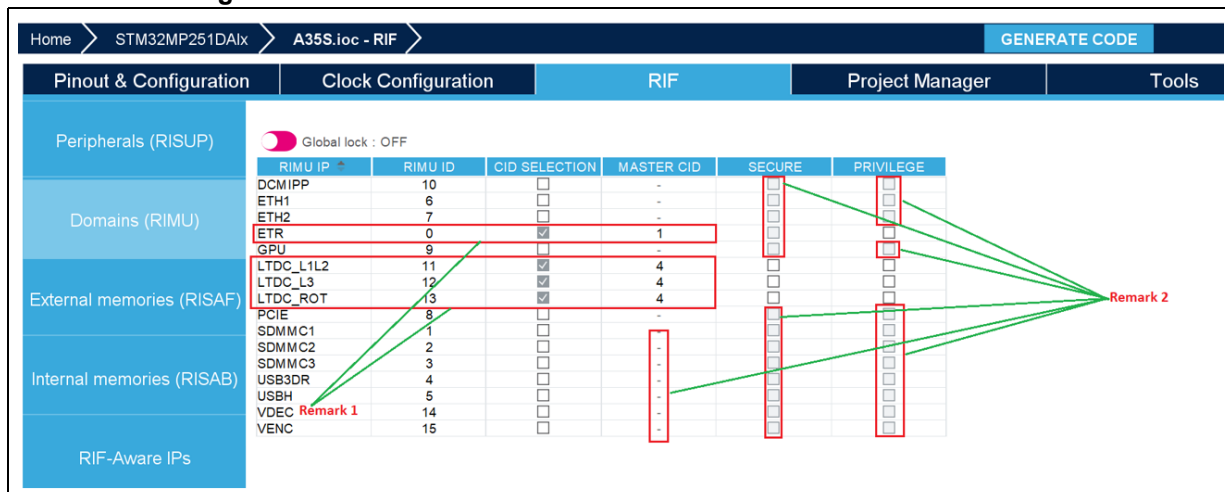 Home STM32MP251DAIx A35S.ioc - RIF GENERATE CODE
Pinout & Configuration Clock Configuration RIF Project Manager Tools
Peripherals (RISUP)
Domains (RIMU)
External memories (RISAF)
Internal memories (RISAB)
RIF-Aware IPs
Global lock : OFF
RIMU IP RIMU ID CID SELECTION MASTER CID SECURE PRIVILEGE
DCMIPP 10 -
ETH1 6 -
ETH2 7 -
ETR 0 1
GPU 9 -
LTDC_L1L2 11 4
LTDC_L3 12 4
LTDC_ROT 13 4
PCIE 8 -
SDMMC1 1 -
SDMMC2 2 -
SDMMC3 3 -
USB3DR 4 -
USBH 5 -
VDEC 14 -
VENC 15 -
Remark 1
Remark 2